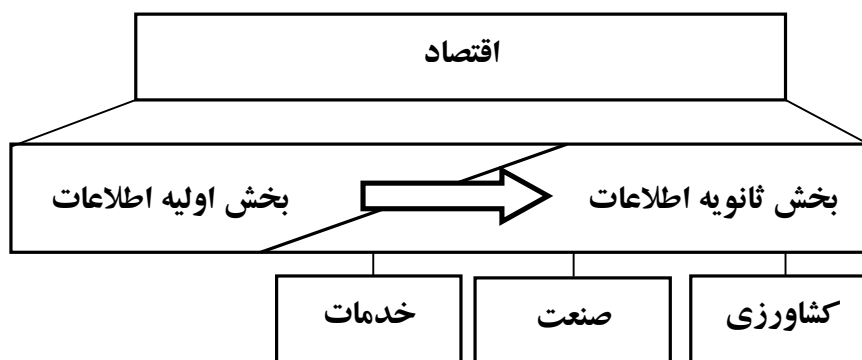 اقتصاد
بخش ثانویه اطلاعات
بخش اولیه اطلاعات
کشاورزی
صنعت
خدمات